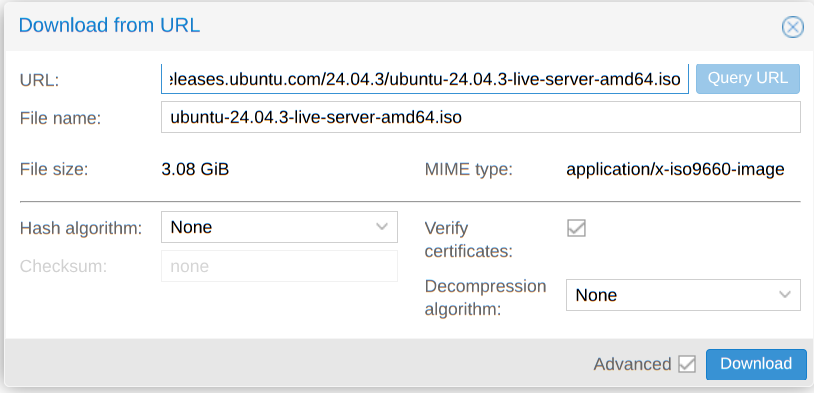 Download from URL
URL: eleases.ubuntu.com/24.04.3/ubuntu-24.04.3-live-server-amd64.iso Query URL
File name: ubuntu-24.04.3-live-server-amd64.iso
File size: 3.08 GiB MIME type: application/x-iso9660-image
Hash algorithm: None Verify certificates:
Checksum: none
Decompression algorithm: None
Advanced Download